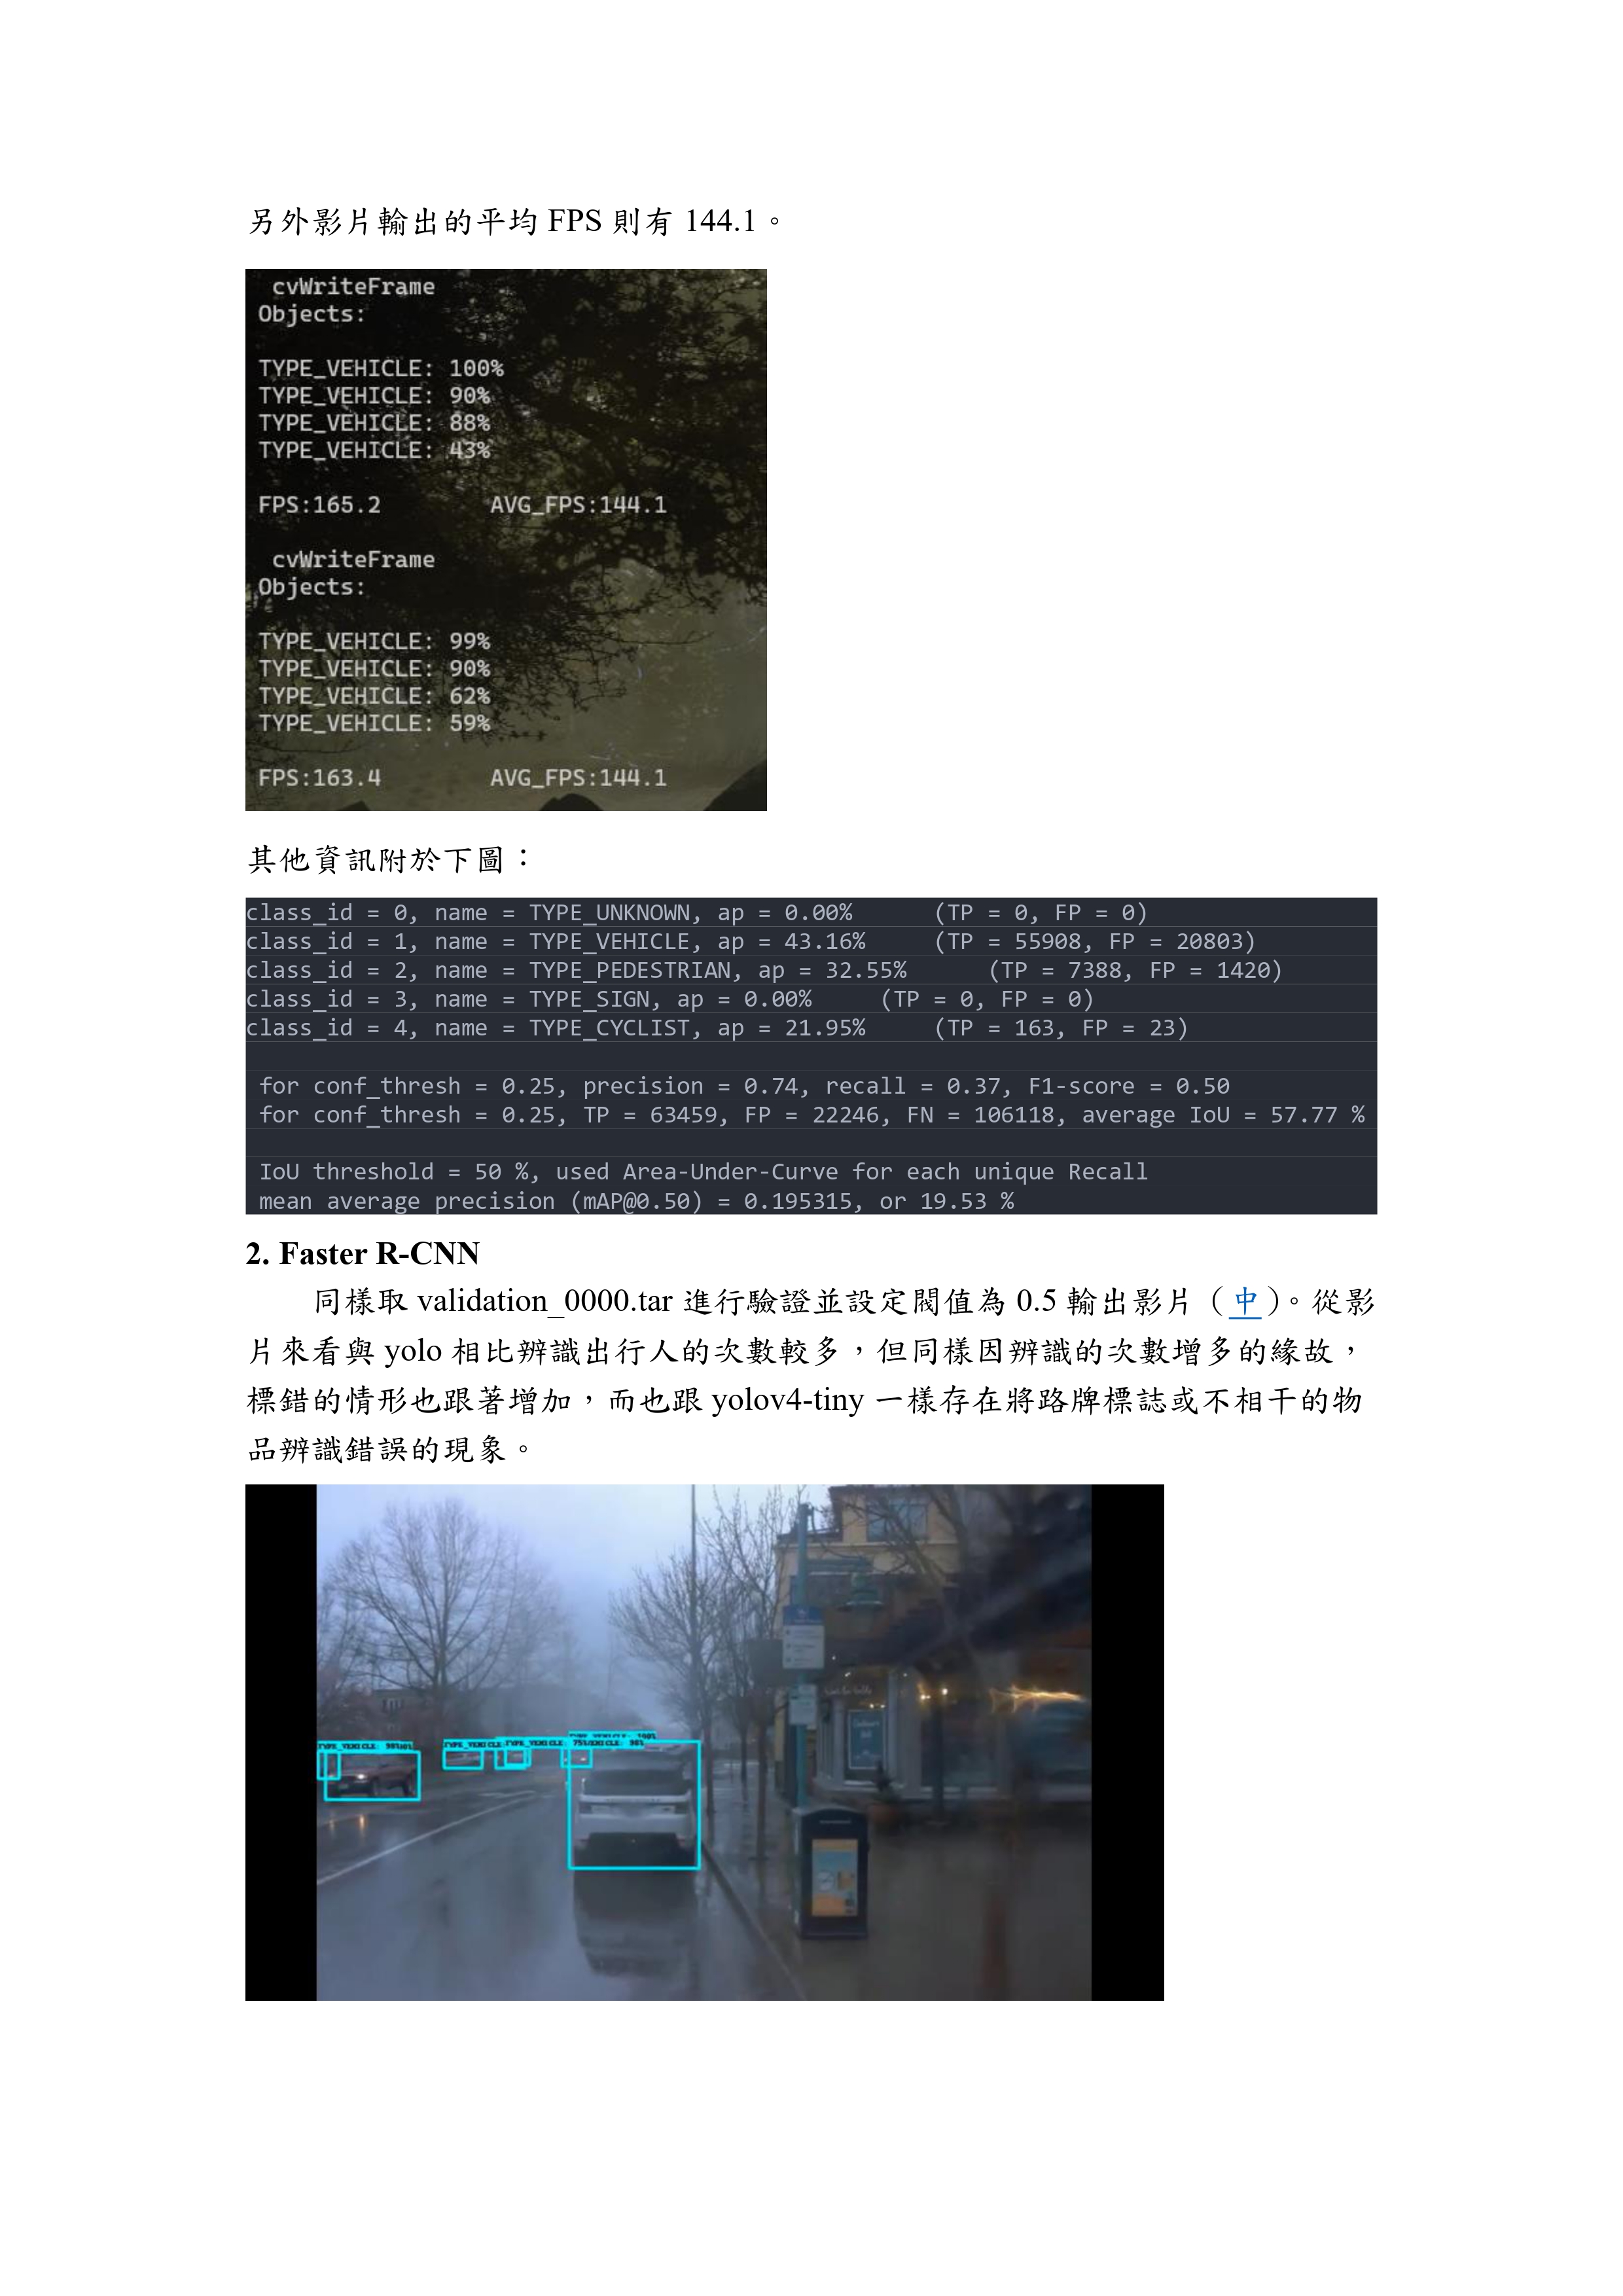 另外影片輸出的平均 FPS 則有 144.1。
cvWriteFrame
Objects:
TYPE_VEHICLE: 100%
TYPE_VEHICLE: 90%
TYPE_VEHICLE: 88%
TYPE_VEHICLE: 43%
FPS:165.2 AVG_FPS:144.1
cvWriteFrame
Objects:
TYPE_VEHICLE: 99%
TYPE_VEHICLE: 90%
TYPE_VEHICLE: 62%
TYPE_VEHICLE: 59%
FPS:163.4 AVG_FPS:144.1
其他資訊附於下圖：
class_id = 0, name = TYPE_UNKNOWN, ap = 0.00% (TP = 0, FP = 0)
class_id = 1, name = TYPE_VEHICLE, ap = 43.16% (TP = 55908, FP = 20803)
class_id = 2, name = TYPE_PEDESTRIAN, ap = 32.55% (TP = 7388, FP = 1420)
class_id = 3, name = TYPE_SIGN, ap = 0.00% (TP = 0, FP = 0)
class_id = 4, name = TYPE_CYCLIST, ap = 21.95% (TP = 163, FP = 23)
for conf_thresh = 0.25, precision = 0.74, recall = 0.37, F1-score = 0.50
for conf_thresh = 0.25, TP = 63459, FP = 22246, FN = 106118, average IoU = 57.77 %
IoU threshold = 50 %, used Area-Under-Curve for each unique Recall
mean average precision (mAP@0.50) = 0.195315, or 19.53 %
2. Faster R-CNN
同樣取 validation_0000.tar 進行驗證並設定閥值為 0.5 輸出影片（中）。從影
片來看與 yolo 相比辨識出行人的次數較多，但同樣因辨識的次數增多的緣故，
標錯的情形也跟著增加，而也跟 yolov4-tiny 一樣存在將路牌標誌或不相干的物
品辨識錯誤的現象。